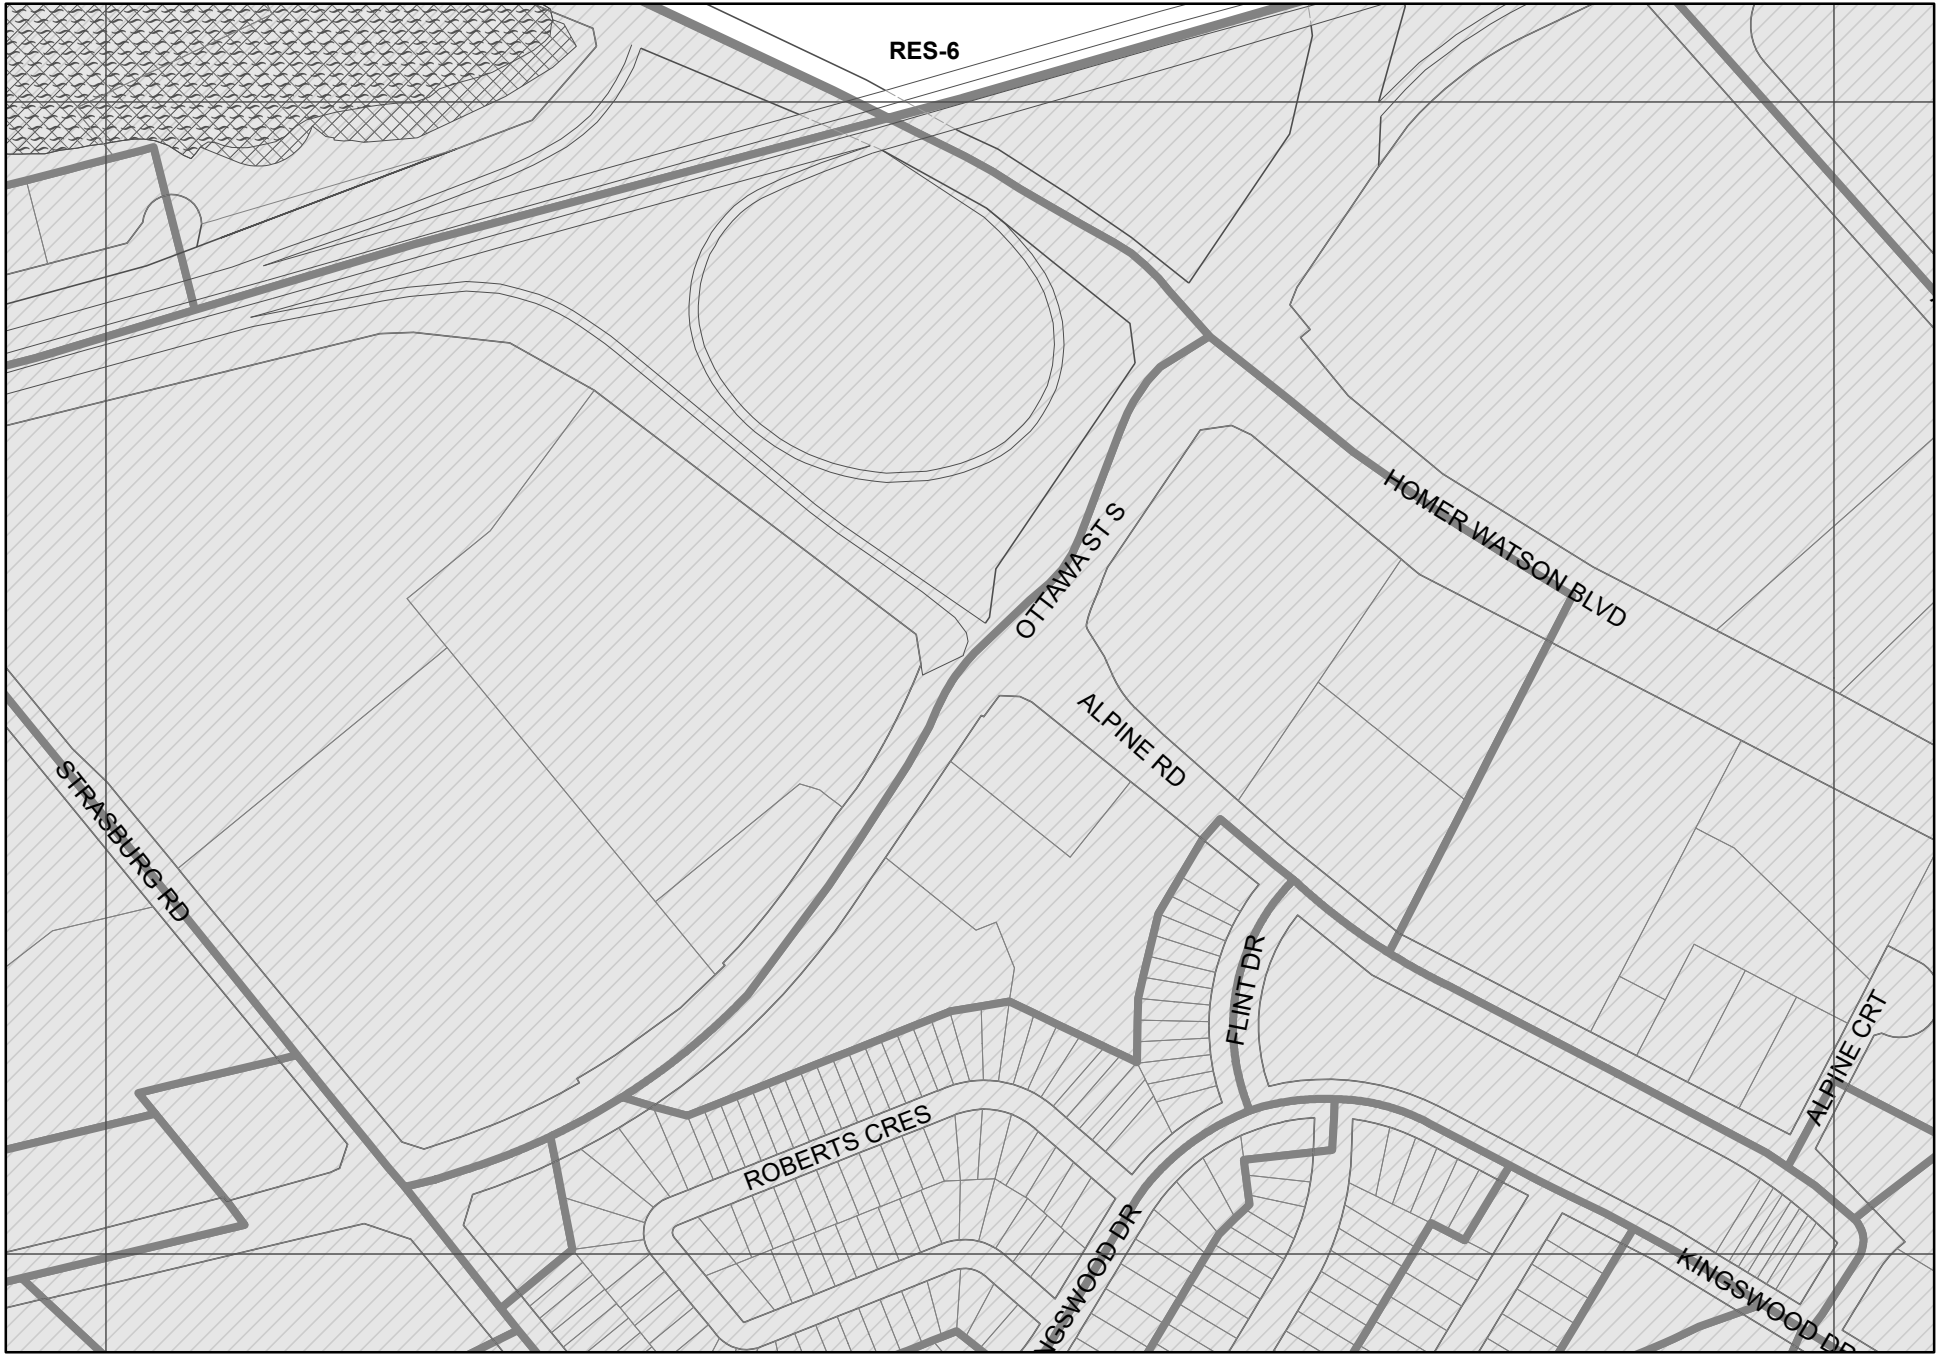 RES-6
HOMER WATSON BLVD
OTTAWA ST S
ALPINE RD
STRASBURG RD
FLINT DR
ALPINE CRT
ROBERTS CRES
NGSWOOD DR
KINGSWOOD DR